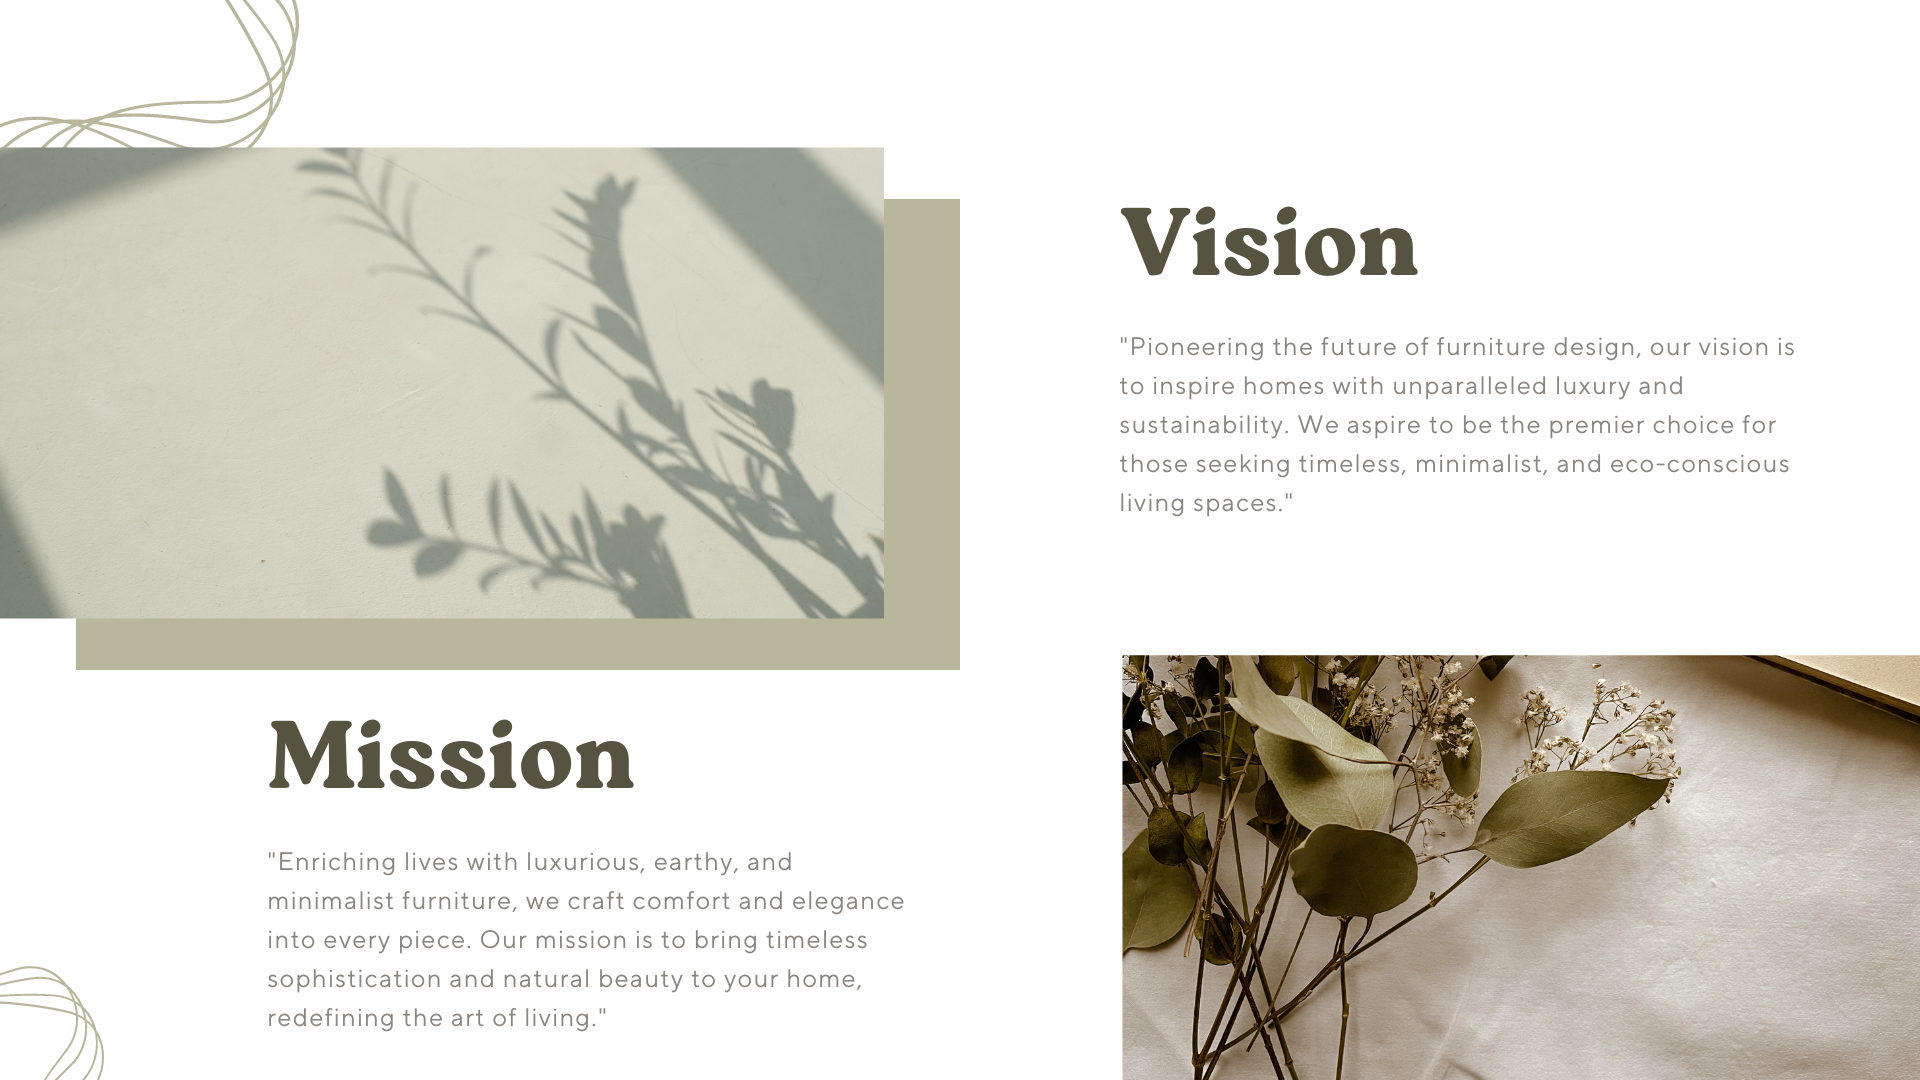 Vision
"Pioneering the future of furniture design, our vision is
to inspire homes with unparalleled luxury and
sustainability. We aspire to be the premier choice for
those seeking timeless, minimalist, and eco-conscious
living spaces."
Mission
"Enriching lives with luxurious, earthy, and
minimalist furniture, we craft comfort and elegance
into every piece. Our mission is to bring timeless
sophistication and natural beauty to your home,
redefining the art of living."